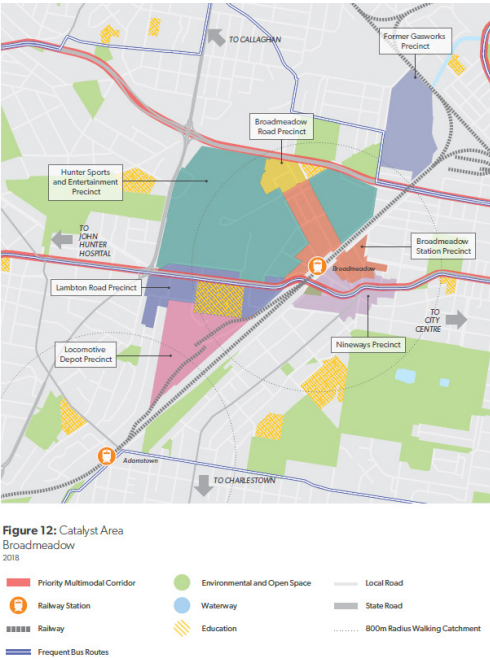 TO CALLAGHAN
Former Gasworks
Precinct
Broadmeadow
Road Precinct
Hunter Sports
and Entertainment
Precinct
TO
JOHN
HUNTER
HOSPITAL
Broadmeadow
Station Precinct
Broadmeadow
Lambton Road Precinct
TO
CITY
CENTRE
Nineways Precinct
Locomotive
Depot Precinct
Adamstown
TO CHARLESTOWN
Figure 12: Catalyst Area
Broadmeadow
2018
Priority Multimodal Corridor
Environmental and Open Space
Local Road
Railway Station
Waterway
State Road
Railway
Education
800m Radius Walking Catchment
Frequent Bus Routes